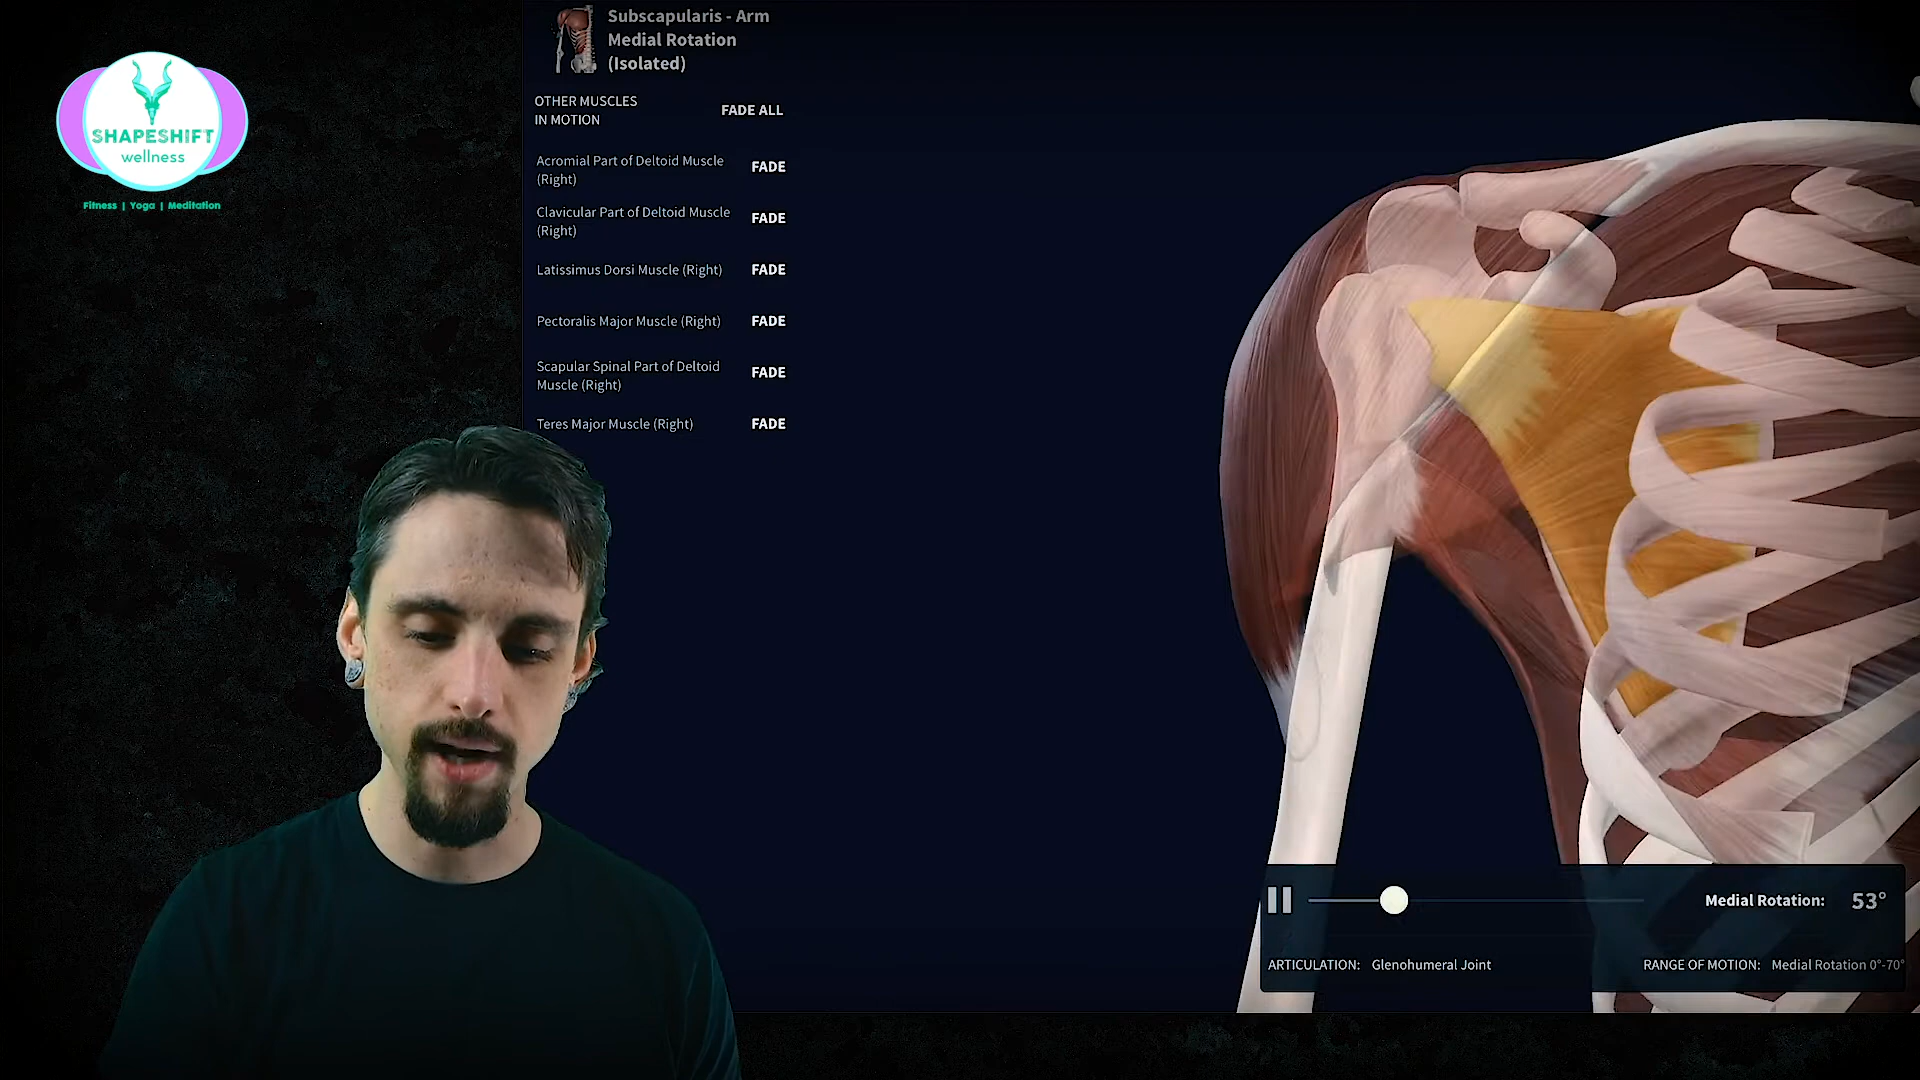 SHAPESHIFT
wellness
Fitness | Yoga | Meditation
Subscapularis - Arm
Medial Rotation
(Isolated)
OTHER MUSCLES
IN MOTION
FADE ALL
Acromial Part of Deltoid Muscle
(Right)
FADE
Clavicular Part of Deltoid Muscle
(Right)
FADE
Latissimus Dorsi Muscle (Right)
FADE
Pectoralis Major Muscle (Right)
FADE
Scapular Spinal Part of Deltoid
Muscle (Right)
FADE
Teres Major Muscle (Right)
FADE
Medial Rotation: 53°
ARTICULATION: Glenohumeral Joint
RANGE OF MOTION: Medial Rotation 0°-70°